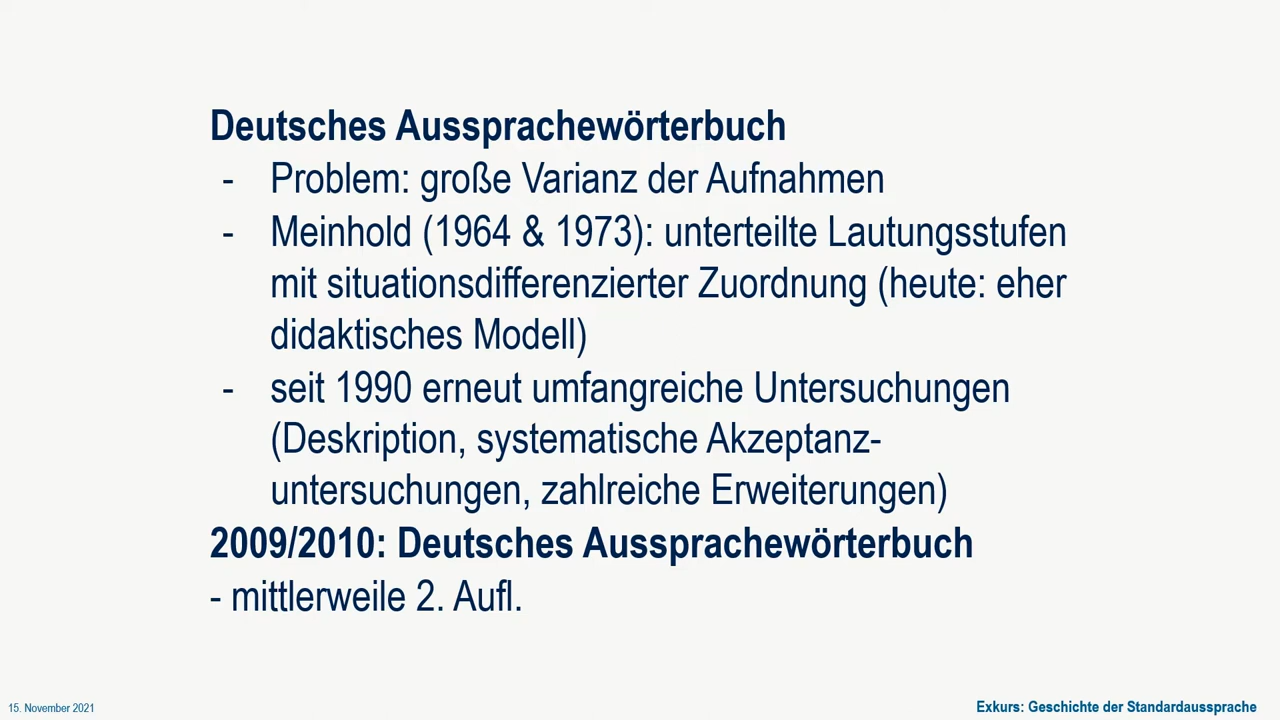 Deutsches Aussprachewörterbuch
- Problem: große Varianz der Aufnahmen
- Meinhold (1964 & 1973): unterteilte Lautungsstufen
mit situationsdifferenzierter Zuordnung (heute: eher
didaktisches Modell)
- seit 1990 erneut umfangreiche Untersuchungen
(Deskription, systematische Akzeptanz-
untersuchungen, zahlreiche Erweiterungen)
2009/2010: Deutsches Aussprachewörterbuch
- mittlerweile 2. Aufl.
15. November 2021
Exkurs: Geschichte der Standardaussprache